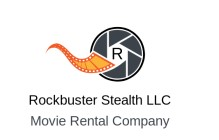 R
Rockbuster Stealth LLC
Movie Rental Company